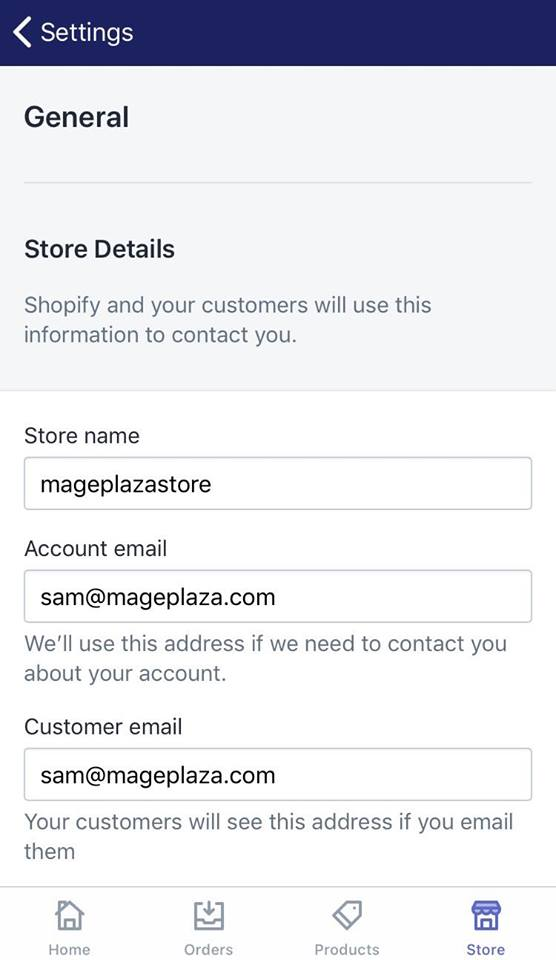 Settings
General
Store Details
Shopify and your customers will use this
information to contact you.
Store name
mageplazastore
Account email
sam@mageplaza.com
We’ll use this address if we need to contact you
about your account.
Customer email
sam@mageplaza.com
Your customers will see this address if you email
them
Home Orders Products Store